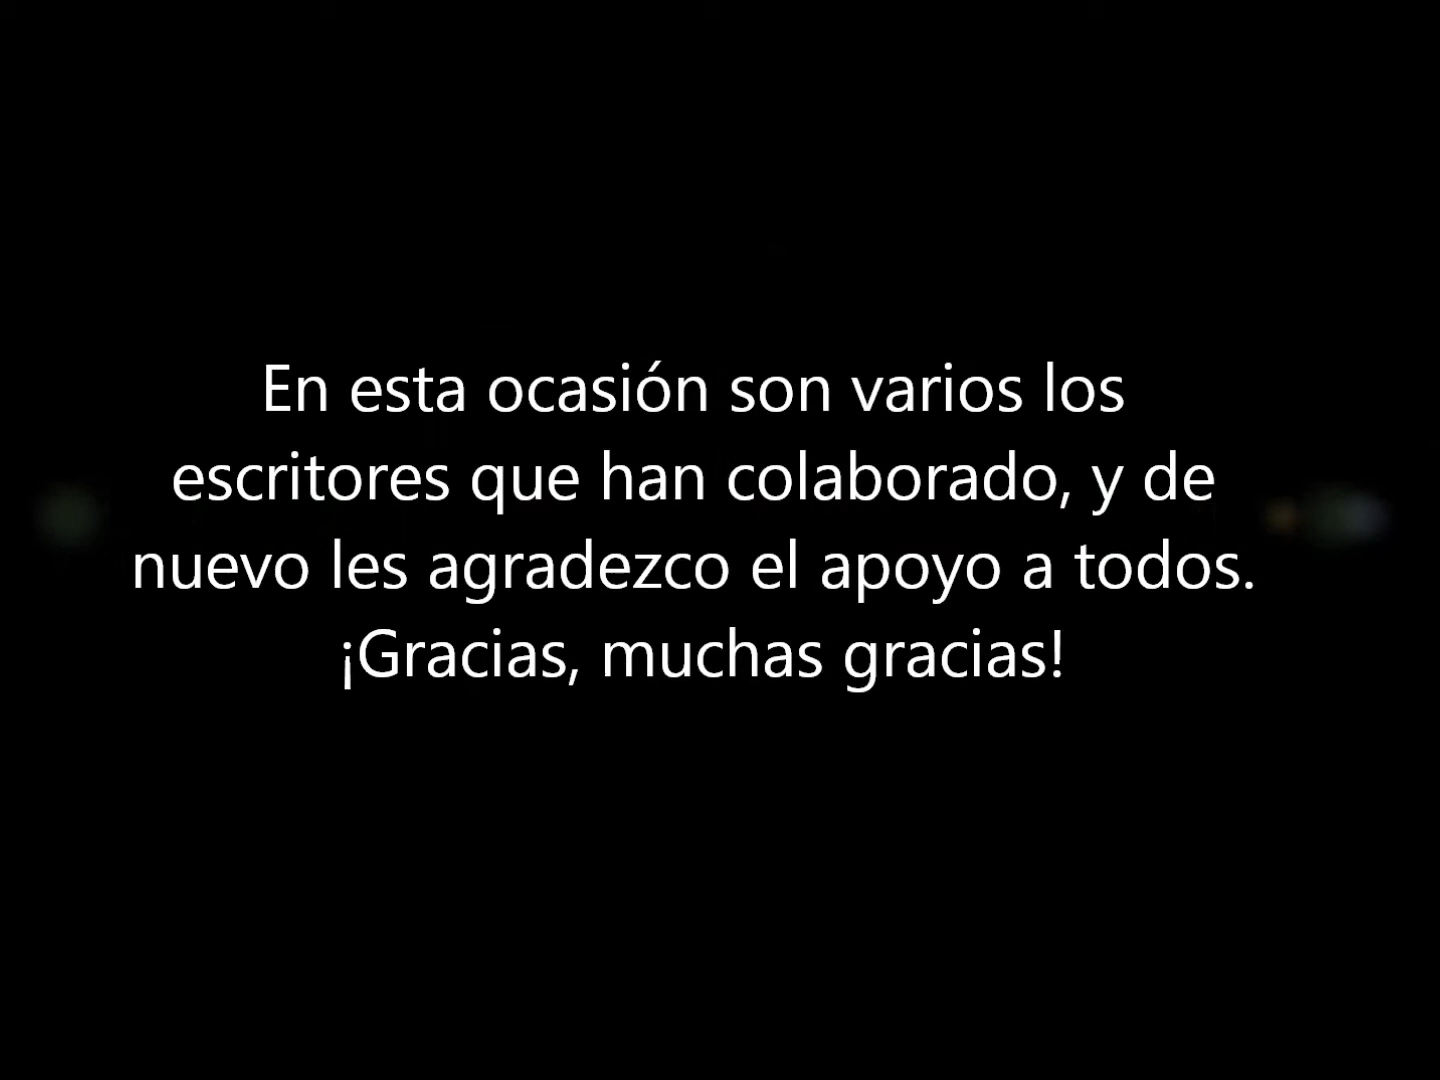 En esta ocasión son varios los
escritores que han colaborado, y de
nuevo les agradezco el apoyo a todos.
¡Gracias, muchas gracias!